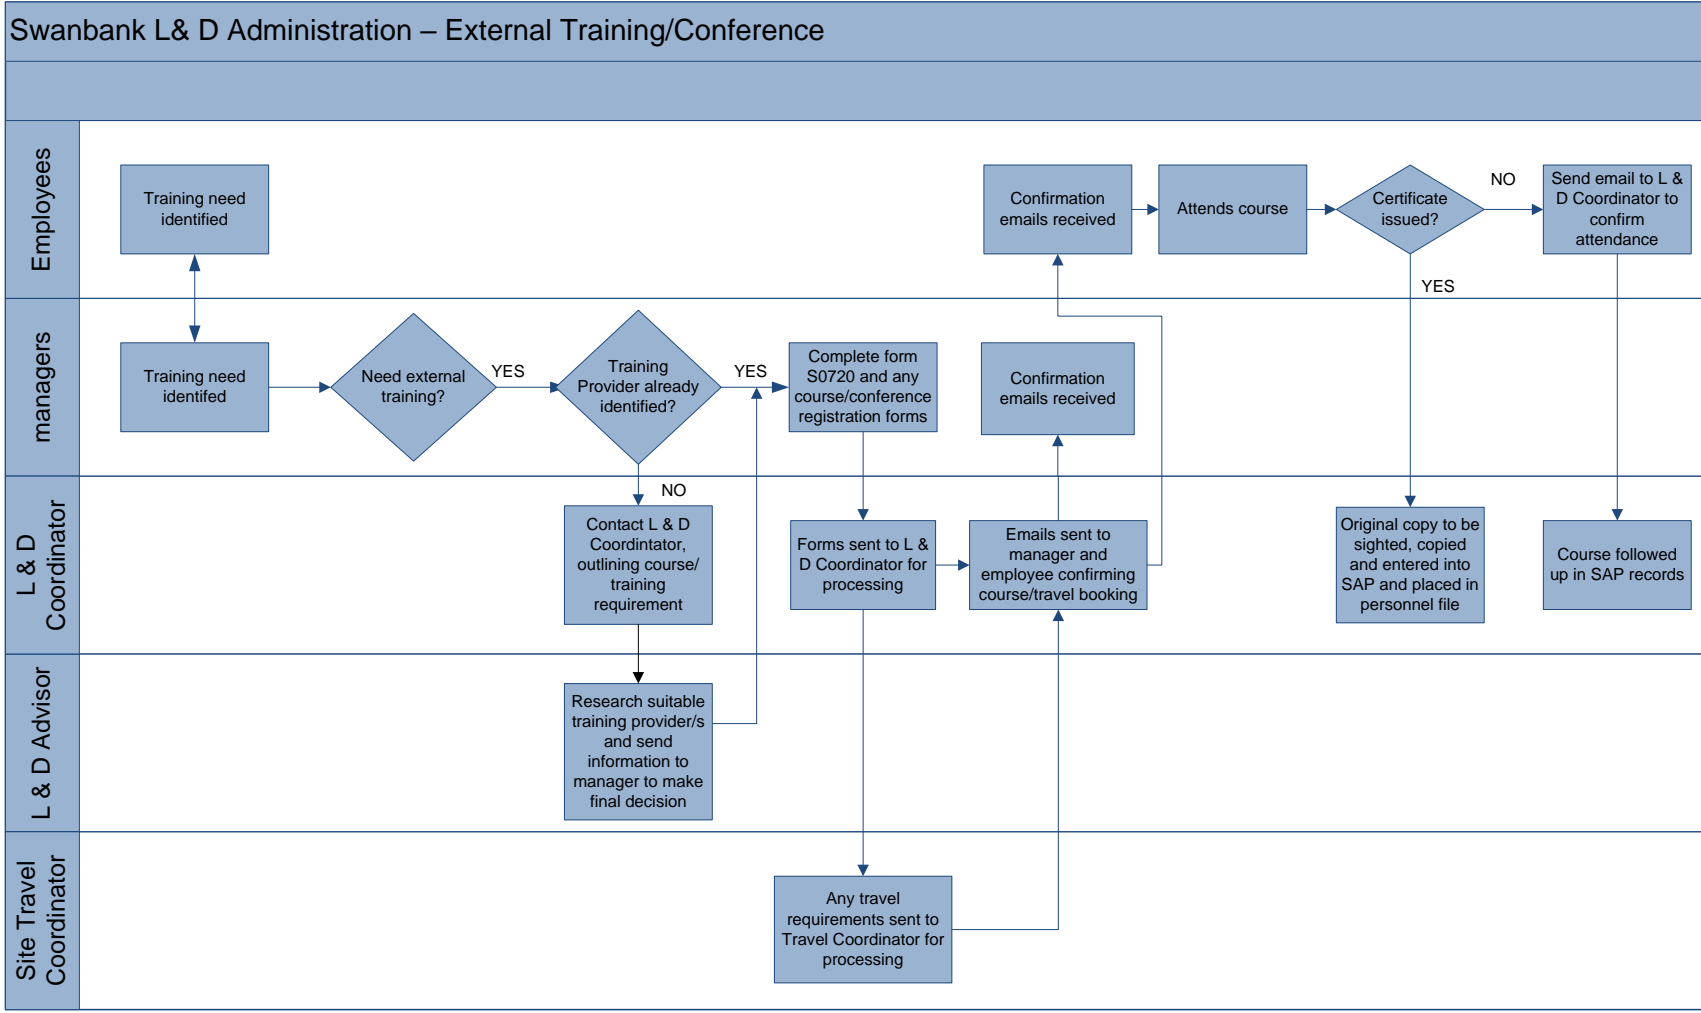 Swanbank L& D Administration – External Training/Conference
Employees
Training need
identified
Confirmation
emails received
Attends course
Certificate
issued?
NO
Send email to L &
D Coordinator to
confirm
attendance
YES
managers
Training need
identifed
Need external
training?
YES
Training
Provider already
identified?
YES
Complete form
S0720 and any
course/conference
registration forms
Confirmation
emails received
NO
L & D
Coordinator
Contact L & D
Coordintator,
outlining course/
training
requirement
Forms sent to L &
D Coordinator for
processing
Emails sent to
manager and
employee confirming
course/travel booking
Original copy to be
sighted, copied
and entered into
SAP and placed in
personnel file
Course followed
up in SAP records
L & D Advisor
Research suitable
training provider/s
and send
information to
manager to make
final decision
Site Travel
Coordinator
Any travel
requirements sent to
Travel Coordinator for
processing